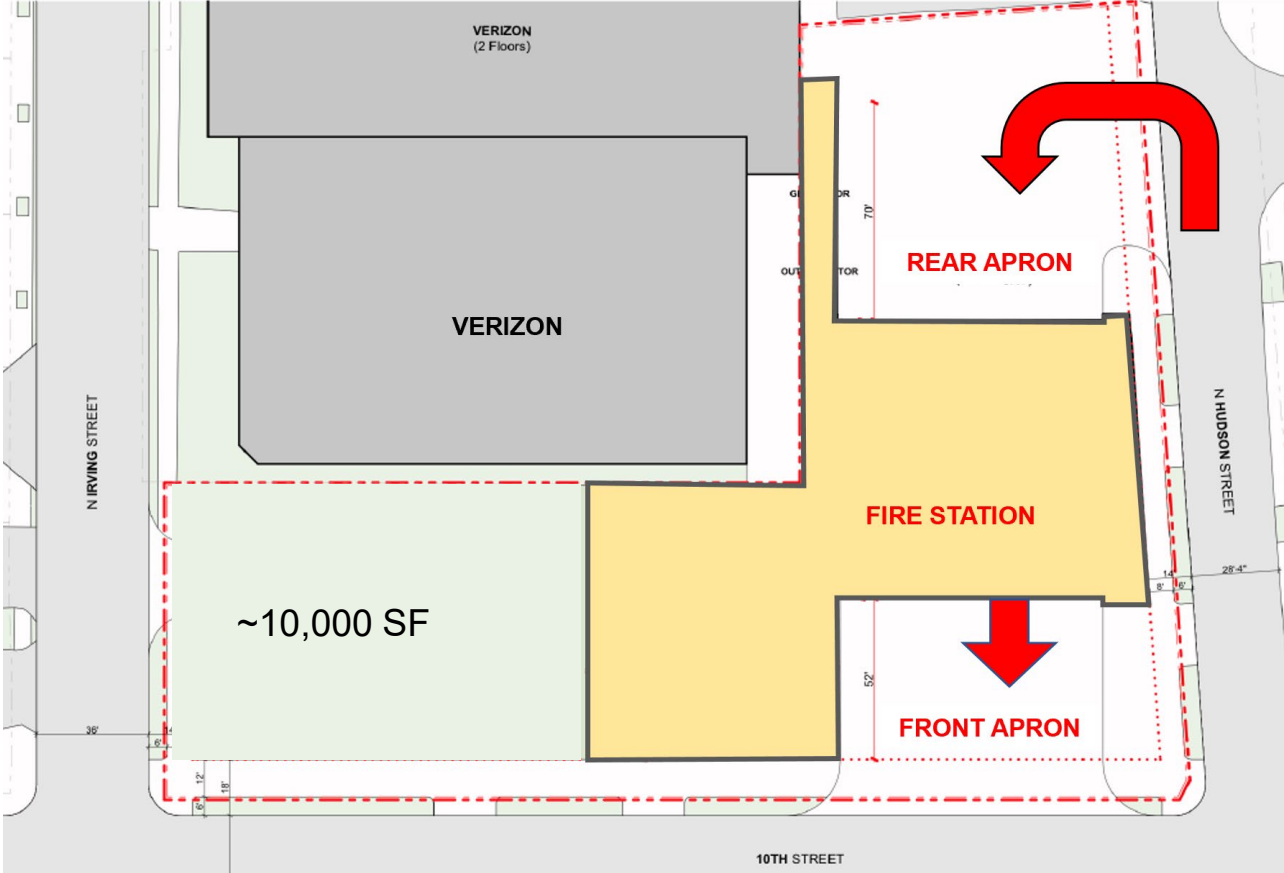 VERIZON
(2 Floors)
70'
REAR APRON
VERIZON
N IRVING STREET
N HUDSON STREET
FIRE STATION
14
28'-4"
8'
6'
~10,000 SF
52'
FRONT APRON
36'
14
6'
12'
18'
6'
10TH STREET